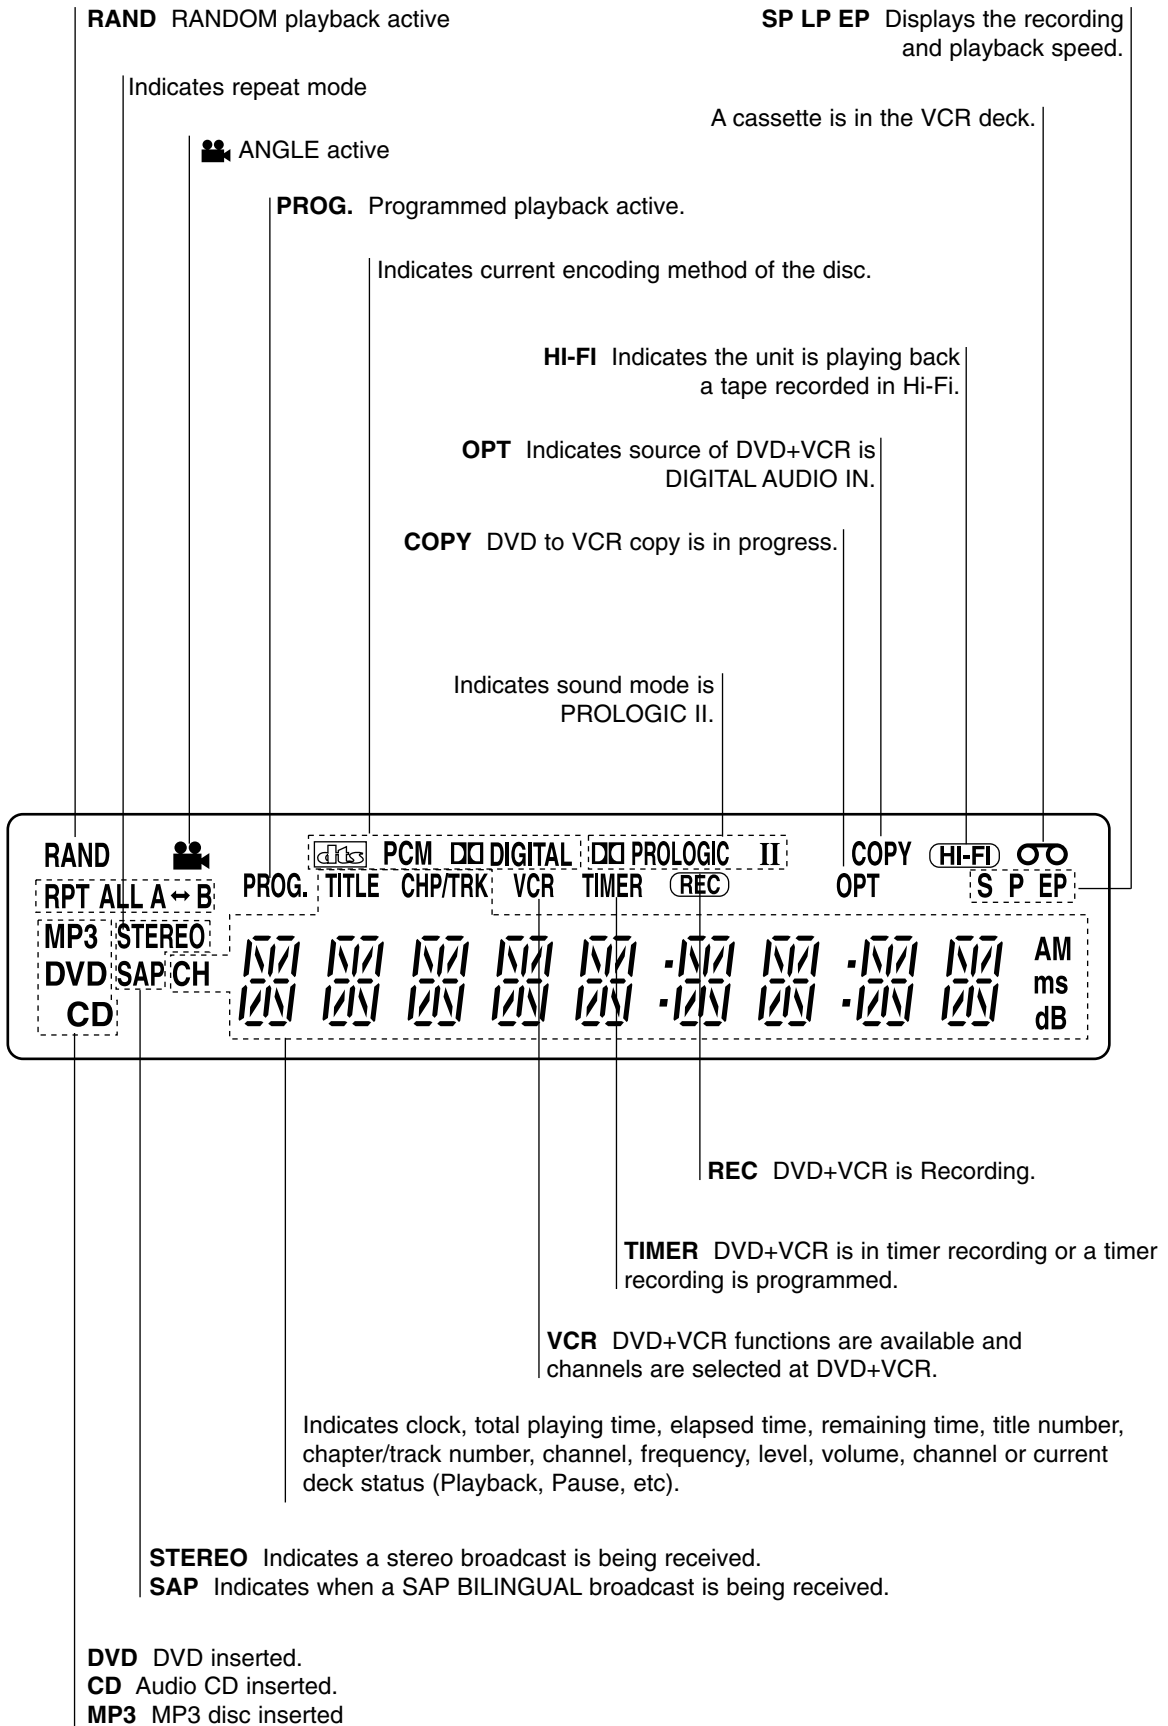 RAND RANDOM playback active
SP LP EP Displays the recording
and playback speed.
Indicates repeat mode
A cassette is in the VCR deck.
ANGLE active
PROG. Programmed playback active.
Indicates current encoding method of the disc.
HI-FI Indicates the unit is playing back
a tape recorded in Hi-Fi.
OPT Indicates source of DVD+VCR is
DIGITAL AUDIO IN.
COPY DVD to VCR copy is in progress.
Indicates sound mode is
PROLOGIC II.
RAND dts PCM DIGITAL PROLOGIC II COPY HI-FI
RPT ALL A ↔ B PROG. TITLE CHP/TRK VCR TIMER REC OPT S P EP
MP3 STEREO
DVD SAP CH
CD
AM
ms
dB
REC DVD+VCR is Recording.
TIMER DVD+VCR is in timer recording or a timer
recording is programmed.
VCR DVD+VCR functions are available and
channels are selected at DVD+VCR.
Indicates clock, total playing time, elapsed time, remaining time, title number,
chapter/track number, channel, frequency, level, volume, channel or current
deck status (Playback, Pause, etc).
STEREO Indicates a stereo broadcast is being received.
SAP Indicates when a SAP BILINGUAL broadcast is being received.
DVD DVD inserted.
CD Audio CD inserted.
MP3 MP3 disc inserted